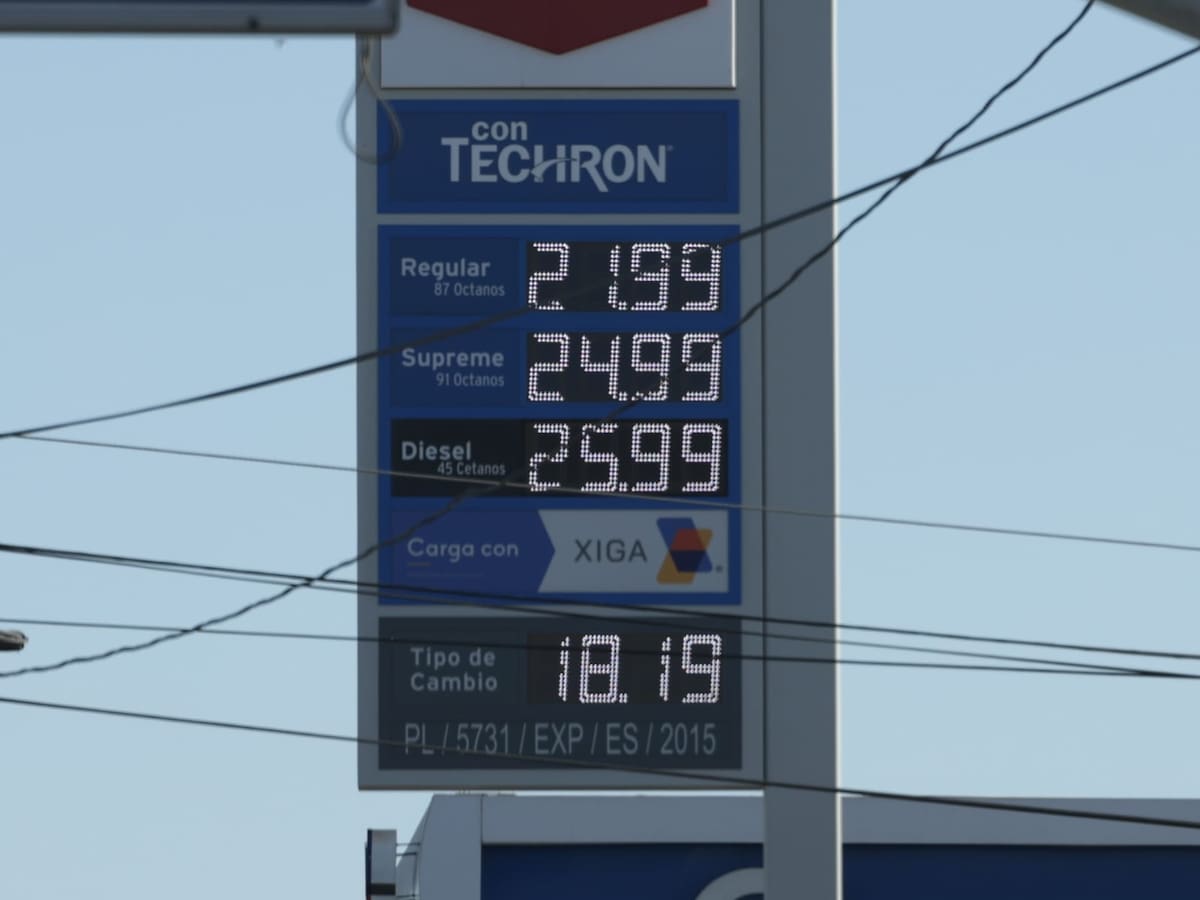 con
TECHRON
Regular 21.99
87 Octanos
Supreme 24.99
91 Octanos
Diesel 25.99
45 Cetanos
Carga con XIGA
Tipo de
Cambio 18.19
PL / 5731 / EXP / ES / 2015